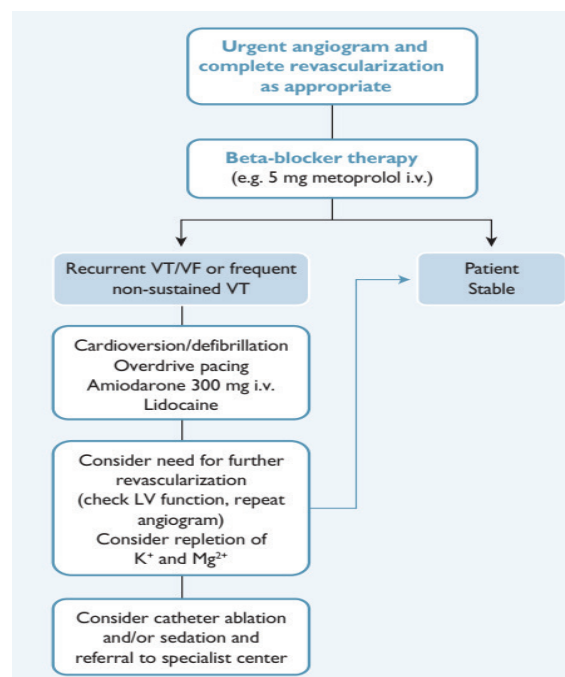 Urgent angiogram and
complete revascularization
as appropriate
Beta-blocker therapy
(e.g. 5 mg metoprolol i.v.)
Recurrent VT/VF or frequent
non-sustained VT
Patient
Stable
Cardioversion/defibrillation
Overdrive pacing
Amiodarone 300 mg i.v.
Lidocaine
Consider need for further
revascularization
(check LV function, repeat
angiogram)
Consider repletion of
K⁺ and Mg²⁺
Consider catheter ablation
and/or sedation and
referral to specialist center